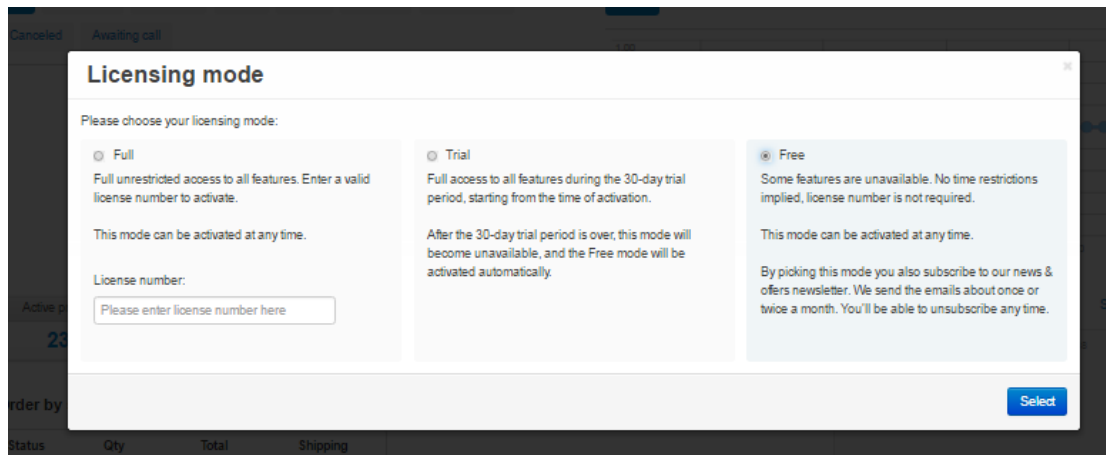 Canceled
Awaiting call
1.00
Licensing mode
×
Please choose your licensing mode:
Full
Full unrestricted access to all features. Enter a valid
license number to activate.
This mode can be activated at any time.
License number:
Please enter license number here
Trial
Full access to all features during the 30-day trial
period, starting from the time of activation.
After the 30-day trial period is over, this mode will
become unavailable, and the Free mode will be
activated automatically.
Free
Some features are unavailable. No time restrictions
implied, license number is not required.
This mode can be activated at any time.
By picking this mode you also subscribe to our news &
offers newsletter. We send the emails about once or
twice a month. You'll be able to unsubscribe any time.
Active p
23
Select
rder by
Status Qty Total Shipping